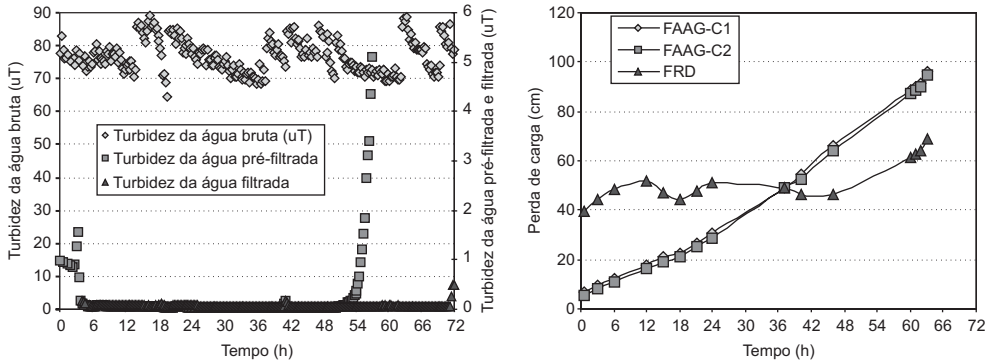 Turbidez da água bruta (uT)
90
80
70
60
50
40
30
20
10
0
Turbidez da água bruta (uT)
Turbidez da água pré-filtrada
Turbidez da água filtrada
6
5
4
3
2
1
0
Turbidez da água pré-filtrada e filtrada (uT)
0 6 12 18 24 30 36 42 48 54 60 66 72
Tempo (h)
Perda de carga (cm)
120
100
80
60
40
20
0
FAAG-C1
FAAG-C2
FRD
0 6 12 18 24 30 36 42 48 54 60 66 72
Tempo (h)